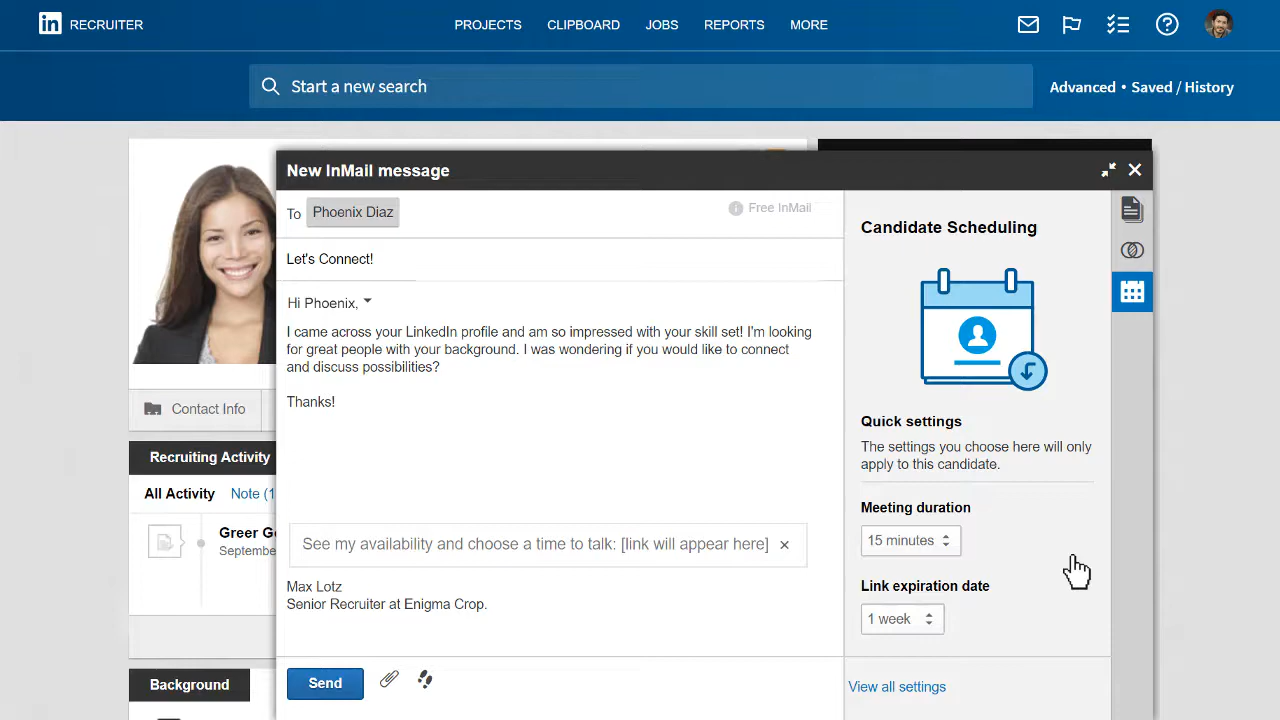 in RECRUITER
PROJECTS CLIPBOARD JOBS REPORTS MORE
Start a new search
Advanced • Saved / History
New InMail message
To Phoenix Diaz
Free InMail
Let's Connect!
Hi Phoenix,
I came across your LinkedIn profile and am so impressed with your skill set! I'm looking
for great people with your background. I was wondering if you would like to connect
and discuss possibilities?
Thanks!
See my availability and choose a time to talk: [link will appear here] ×
Max Lotz
Senior Recruiter at Enigma Crop.
Send
Candidate Scheduling
Quick settings
The settings you choose here will only
apply to this candidate.
Meeting duration
15 minutes
Link expiration date
1 week
View all settings
Contact Info
Recruiting Activity
All Activity Note (1
Greer
September
Background